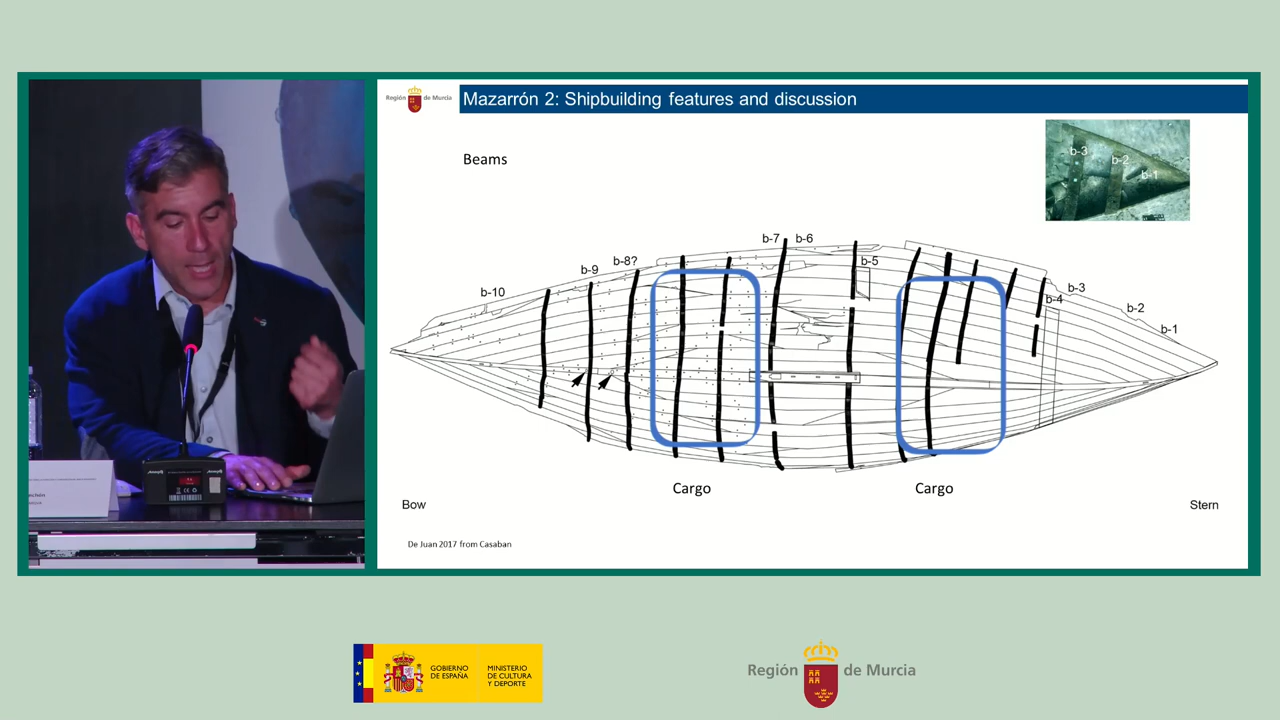 Región de Murcia
Mazarrón 2: Shipbuilding features and discussion
Beams
b-3
b-2
b-1
b-7 b-6
b-8?
b-9
b-10
b-5
b-4
b-3
b-2
b-1
Cargo
Cargo
Bow
Stern
De Juan 2017 from Casaban
GOBIERNO
DE ESPAÑA
MINISTERIO
DE CULTURA
Y DEPORTE
Región de Murcia